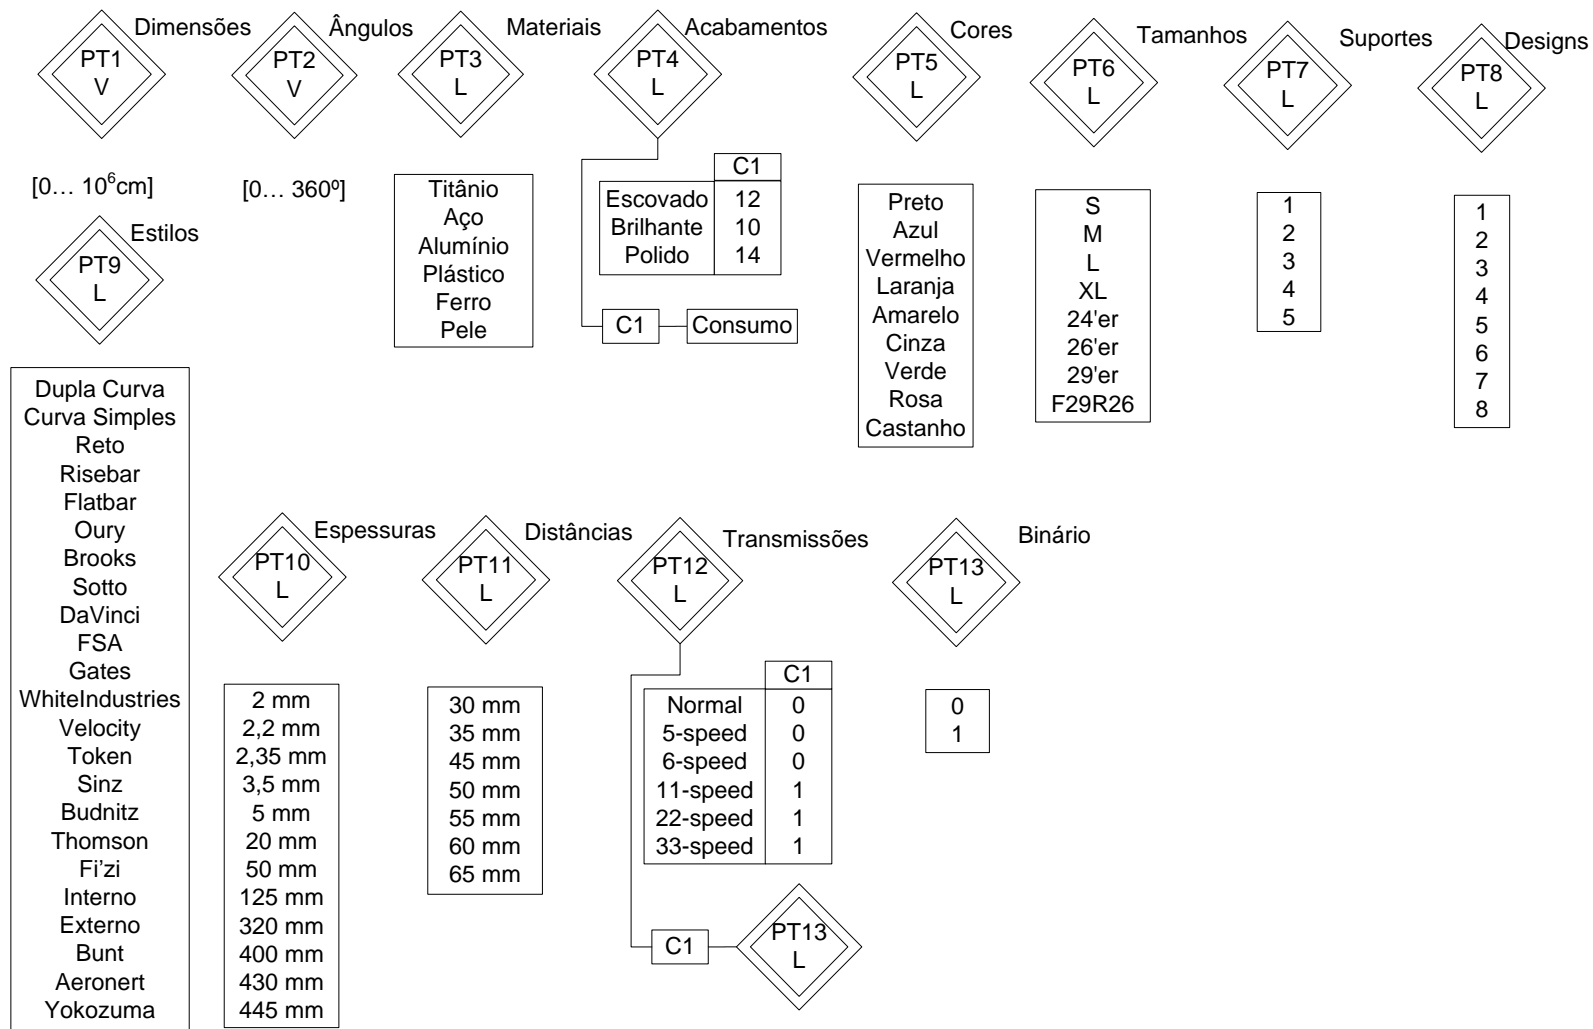 Dimensões
PT1
V
[0… 10⁶cm]
Ângulos
PT2
V
[0… 360º]
Materiais
PT3
L
Titânio
Aço
Alumínio
Plástico
Ferro
Pele
Acabamentos
PT4
L
C1
Escovado 12
Brilhante 10
Polido 14
C1 Consumo
Cores
PT5
L
Preto
Azul
Vermelho
Laranja
Amarelo
Cinza
Verde
Rosa
Castanho
Tamanhos
PT6
L
S
M
L
XL
24'er
26'er
29'er
F29R26
Suportes
PT7
L
1
2
3
4
5
Designs
PT8
L
1
2
3
4
5
6
7
8
Estilos
PT9
L
Dupla Curva
Curva Simples
Reto
Risebar
Flatbar
Oury
Brooks
Sotto
DaVinci
FSA
Gates
WhiteIndustries
Velocity
Token
Sinz
Budnitz
Thomson
Fi’zi
Interno
Externo
Bunt
Aeronert
Yokozuma
Espessuras
PT10
L
2 mm
2,2 mm
2,35 mm
3,5 mm
5 mm
20 mm
50 mm
125 mm
320 mm
400 mm
430 mm
445 mm
Distâncias
PT11
L
30 mm
35 mm
45 mm
50 mm
55 mm
60 mm
65 mm
Transmissões
PT12
L
C1
Normal 0
5-speed 0
6-speed 0
11-speed 1
22-speed 1
33-speed 1
C1
PT13
L
Binário
PT13
L
0
1